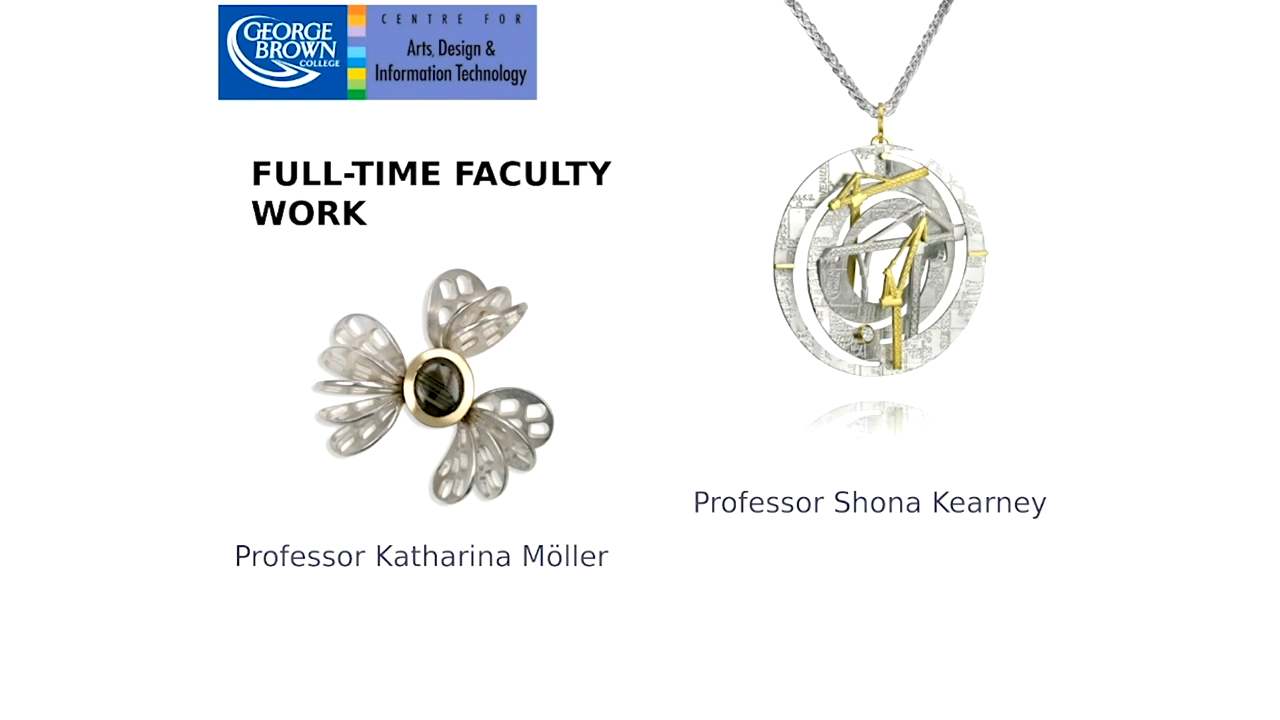 GEORGE
BROWN
COLLEGE
CENTRE FOR
Arts, Design &
Information Technology
FULL-TIME FACULTY
WORK
Professor Shona Kearney
Professor Katharina Möller